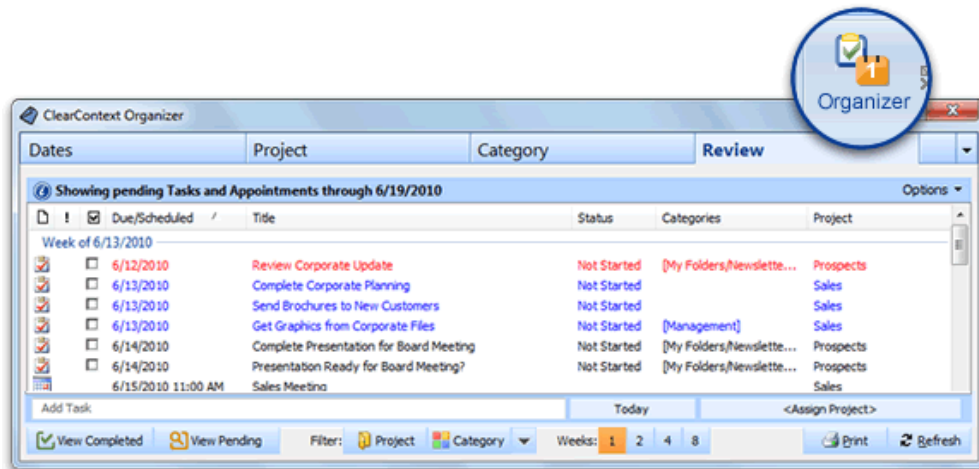 1
Organizer
ClearContext Organizer
Dates Project Category Review
Showing pending Tasks and Appointments through 6/19/2010 Options
! Due/Scheduled Title Status Categories Project
Week of 6/13/2010
6/12/2010 Review Corporate Update Not Started [My Folders/Newslette... Prospects
6/13/2010 Complete Corporate Planning Not Started Sales
6/13/2010 Send Brochures to New Customers Not Started Sales
6/13/2010 Get Graphics from Corporate Files Not Started [Management] Sales
6/14/2010 Complete Presentation for Board Meeting Not Started [My Folders/Newslette... Prospects
6/14/2010 Presentation Ready for Board Meeting? Not Started [My Folders/Newslette... Prospects
6/15/2010 11:00 AM Sales Meeting Sales
Add Task Today <Assign Project>
View Completed View Pending Filter: Project Category Weeks: 1 2 4 8 Print Refresh